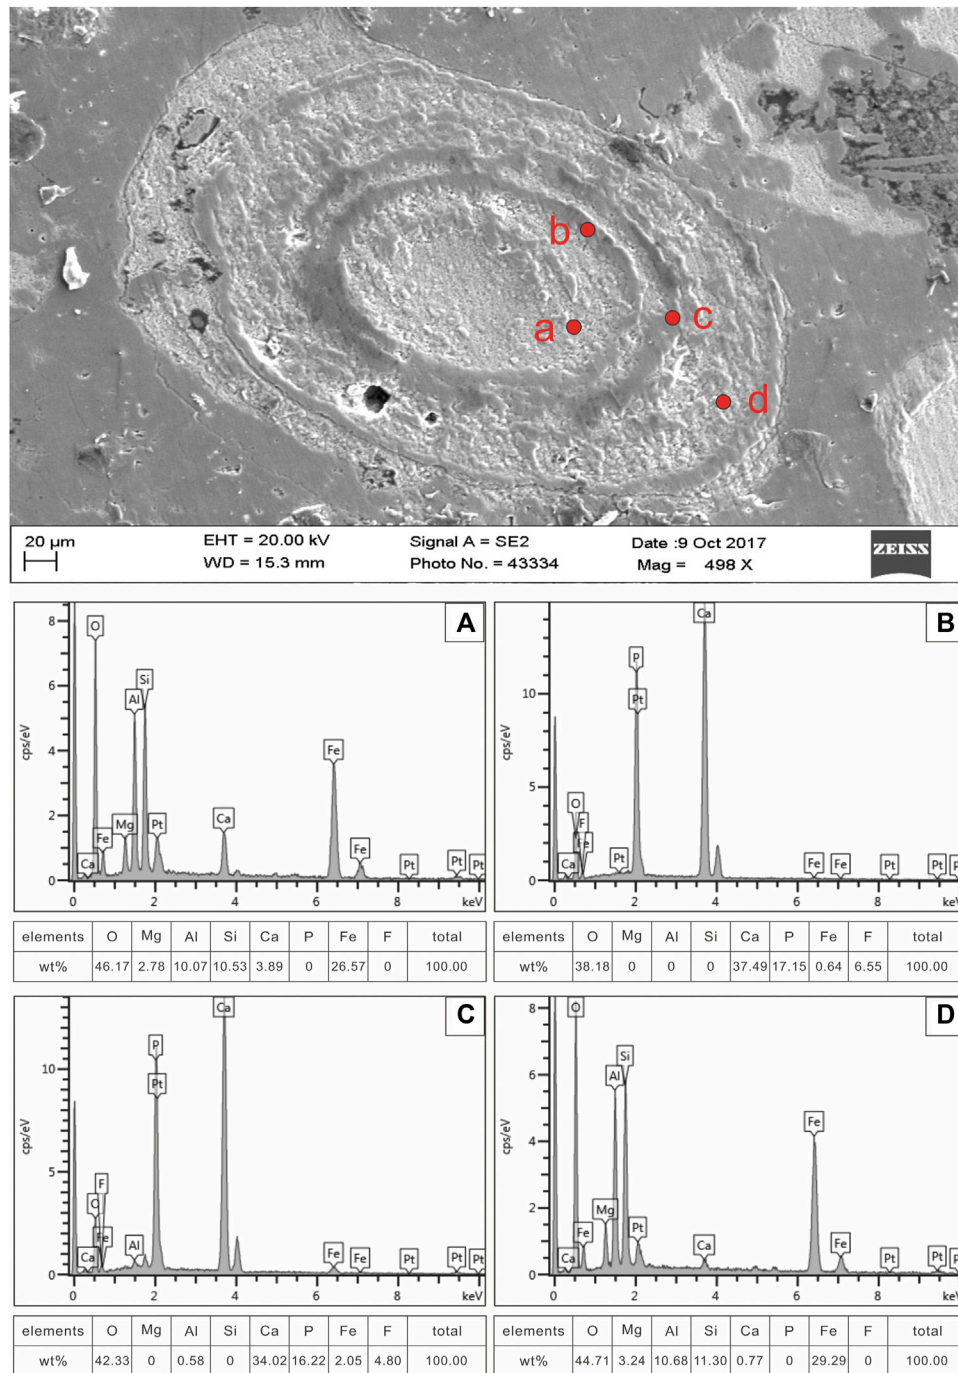 b
c
a
d
20 µm
EHT = 20.00 kV
Signal A = SE2
Date :9 Oct 2017
ZEISS
WD = 15.3 mm
Photo No. = 43334
Mag = 498 X
A
8
6
4
2
0
cps/eV
O
Si
Al
Fe
Mg
Pt
Ca
Fe
Ca
Fe
Pt
Pt
Pt
2
4
6
8
keV
elements O Mg Al Si Ca P Fe F total
wt% 46.17 2.78 10.07 10.53 3.89 0 26.57 0 100.00
B
10
5
0
cps/eV
Ca
P
Pt
O
F
Fe
Ca
Pt
Fe
Fe
Pt
Pt
P
0
2
4
6
8
keV
elements O Mg Al Si Ca P Fe F total
wt% 38.18 0 0 0 37.49 17.15 0.64 6.55 100.00
C
10
5
0
cps/eV
Ca
P
Pt
F
O
Fe
Ca
Al
Fe
Fe
Pt
Pt
Pt
0
2
4
6
8
keV
elements O Mg Al Si Ca P Fe F total
wt% 42.33 0 0.58 0 34.02 16.22 2.05 4.80 100.00
D
8
6
4
2
0
cps/eV
O
Si
Al
Fe
Mg
Fe
Pt
Ca
Ca
Fe
Pt
Pt
P
0
2
4
6
8
keV
elements O Mg Al Si Ca P Fe F total
wt% 44.71 3.24 10.68 11.30 0.77 0 29.29 0 100.00